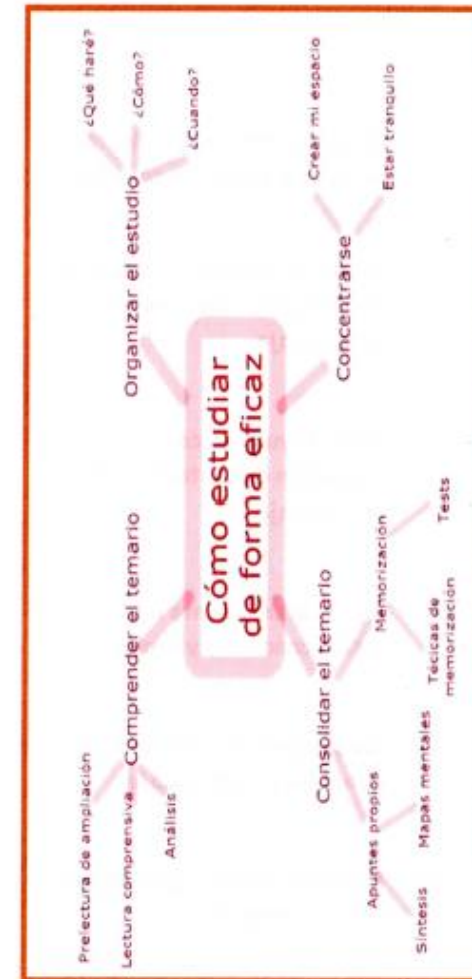 Prelectura de ampliación
Lectura comprensiva
Análisis
Comprender el temario
Organizar el estudio
¿Qué haré?
¿Cómo?
¿Cuando?
Cómo estudiar
de forma eficaz
Consolidar el temario
Apuntes propios
Síntesis
Mapas mentales
Memorización
Técicas de
memorización
Tests
Concentrarse
Crear mi espacio
Estar tranquilo